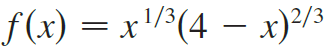 f(x) = x^{1/3}(4 − x)^{2/3}